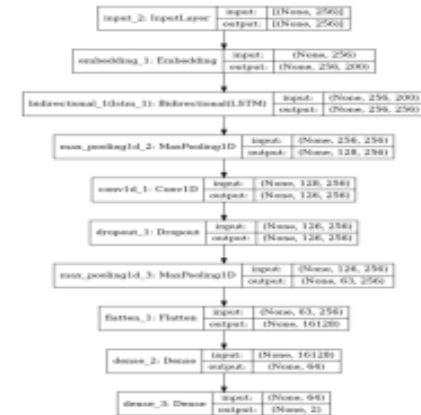 input_2: InputLayer input: [(None, 256)]
output: [(None, 256)]
embedding_1: Embedding input: (None, 256)
output: (None, 256, 200)
bidirectional_1(lstm_1): Bidirectional(LSTM) input: (None, 256, 200)
output: (None, 256, 256)
max_pooling1d_2: MaxPooling1D input: (None, 256, 256)
output: (None, 128, 256)
conv1d_1: Conv1D input: (None, 128, 256)
output: (None, 126, 256)
dropout_1: Dropout input: (None, 126, 256)
output: (None, 126, 256)
max_pooling1d_3: MaxPooling1D input: (None, 126, 256)
output: (None, 63, 256)
flatten_1: Flatten input: (None, 63, 256)
output: (None, 16128)
dense_2: Dense input: (None, 16128)
output: (None, 64)
dense_3: Dense input: (None, 64)
output: (None, 2)